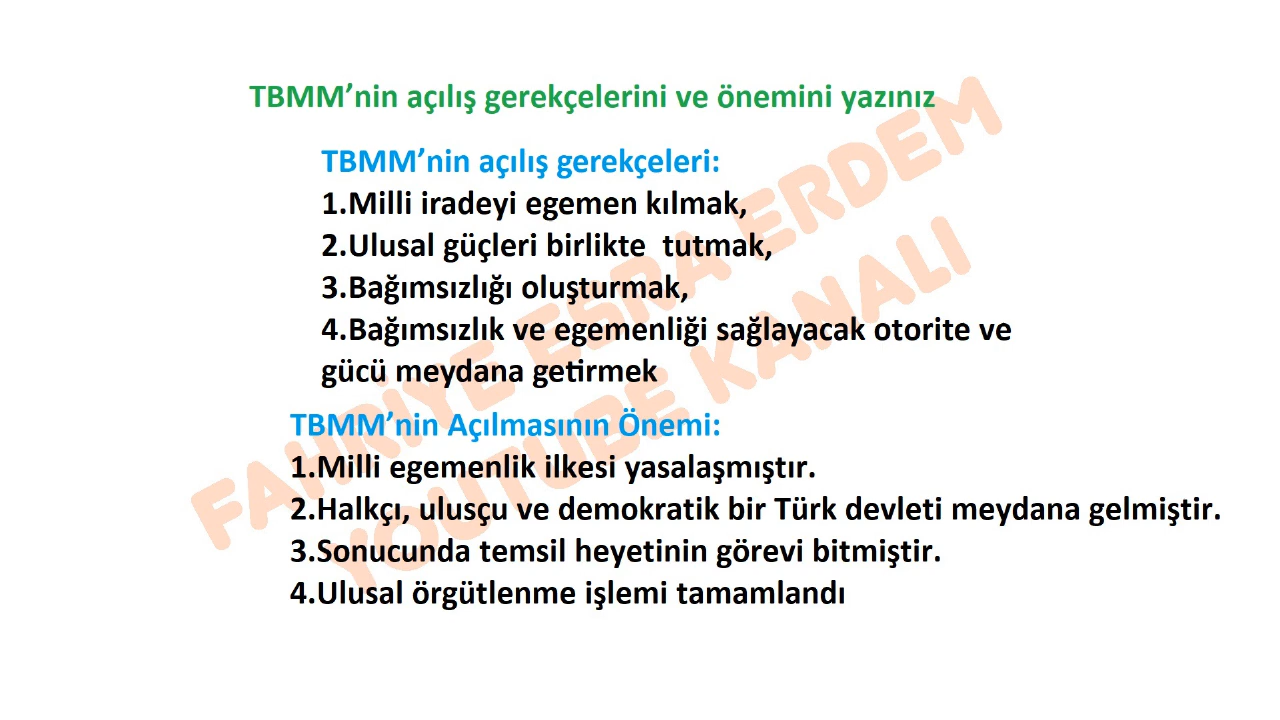 TBMM’nin açılış gerekçelerini ve önemini yazınız
TBMM’nin açılış gerekçeleri:
1.Milli iradeyi egemen kılmak,
2.Ulusal güçleri birlikte  tutmak,
3.Bağımsızlığı oluşturmak,
4.Bağımsızlık ve egemenliği sağlayacak otorite ve
gücü meydana getirmek
TBMM’nin Açılmasının Önemi:
1.Milli egemenlik ilkesi yasalaşmıştır.
2.Halkçı, ulusçu ve demokratik bir Türk devleti meydana gelmiştir.
3.Sonucunda temsil heyetinin görevi bitmiştir.
4.Ulusal örgütlenme işlemi tamamlandı
FAHRİYE ESRA ERDEM
YOUTUBE KANALI